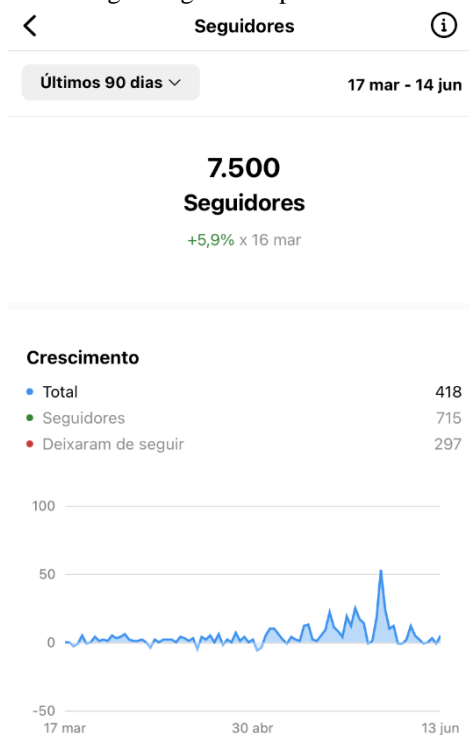 Seguidores
Últimos 90 dias
17 mar - 14 jun
7.500
Seguidores
+5,9% x 16 mar
Crescimento
Total 418
Seguidores 715
Deixaram de seguir 297
100
50
0
-50
17 mar 30 abr 13 jun